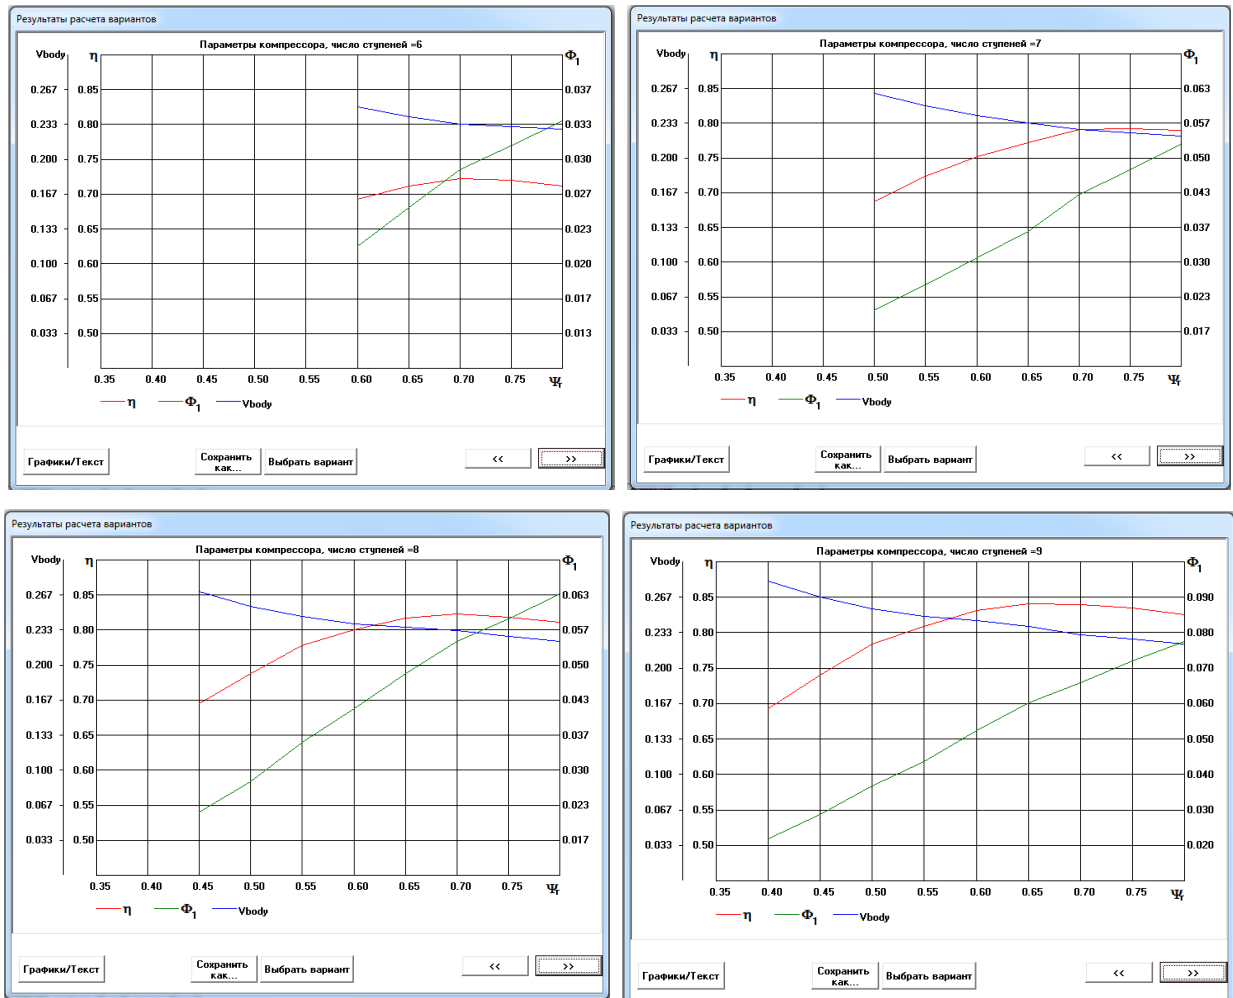 Результаты расчета вариантов
Параметры компрессора, число ступеней =6
Vbody η Φ1
0.267 0.85 0.037
0.233 0.80 0.033
0.200 0.75 0.030
0.167 0.70 0.027
0.133 0.65 0.023
0.100 0.60 0.020
0.067 0.55 0.017
0.033 0.50 0.013
0.35 0.40 0.45 0.50 0.55 0.60 0.65 0.70 0.75 Ψr
η Φ1 Vbody
Графики/Текст Сохранить как... Выбрать вариант << >>
Результаты расчета вариантов
Параметры компрессора, число ступеней =7
Vbody η Φ1
0.267 0.85 0.063
0.233 0.80 0.057
0.200 0.75 0.050
0.167 0.70 0.043
0.133 0.65 0.037
0.100 0.60 0.030
0.067 0.55 0.023
0.033 0.50 0.017
0.35 0.40 0.45 0.50 0.55 0.60 0.65 0.70 0.75 Ψr
η Φ1 Vbody
Графики/Текст Сохранить как... Выбрать вариант << >>
Результаты расчета вариантов
Параметры компрессора, число ступеней =8
Vbody η Φ1
0.267 0.85 0.063
0.233 0.80 0.057
0.200 0.75 0.050
0.167 0.70 0.043
0.133 0.65 0.037
0.100 0.60 0.030
0.067 0.55 0.023
0.033 0.50 0.017
0.35 0.40 0.45 0.50 0.55 0.60 0.65 0.70 0.75 Ψr
η Φ1 Vbody
Графики/Текст Сохранить как... Выбрать вариант << >>
Результаты расчета вариантов
Параметры компрессора, число ступеней =9
Vbody η Φ1
0.267 0.85 0.090
0.233 0.80 0.080
0.200 0.75 0.070
0.167 0.70 0.060
0.133 0.65 0.050
0.100 0.60 0.040
0.067 0.55 0.030
0.033 0.50 0.020
0.35 0.40 0.45 0.50 0.55 0.60 0.65 0.70 0.75 Ψr
η Φ1 Vbody
Графики/Текст Сохранить как... Выбрать вариант << >>